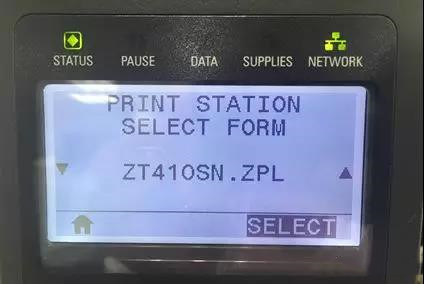 STATUS PAUSE DATA SUPPLIES NETWORK
PRINT STATION
SELECT FORM
ZT410SN.ZPL
SELECT